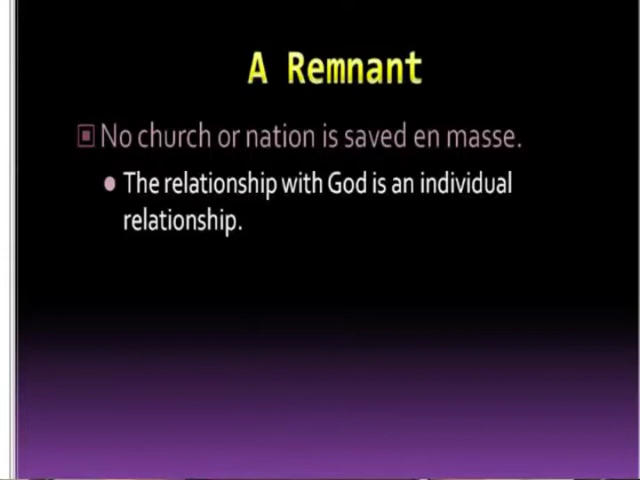 A Remnant
No church or nation is saved en masse.
The relationship with God is an individual
relationship.